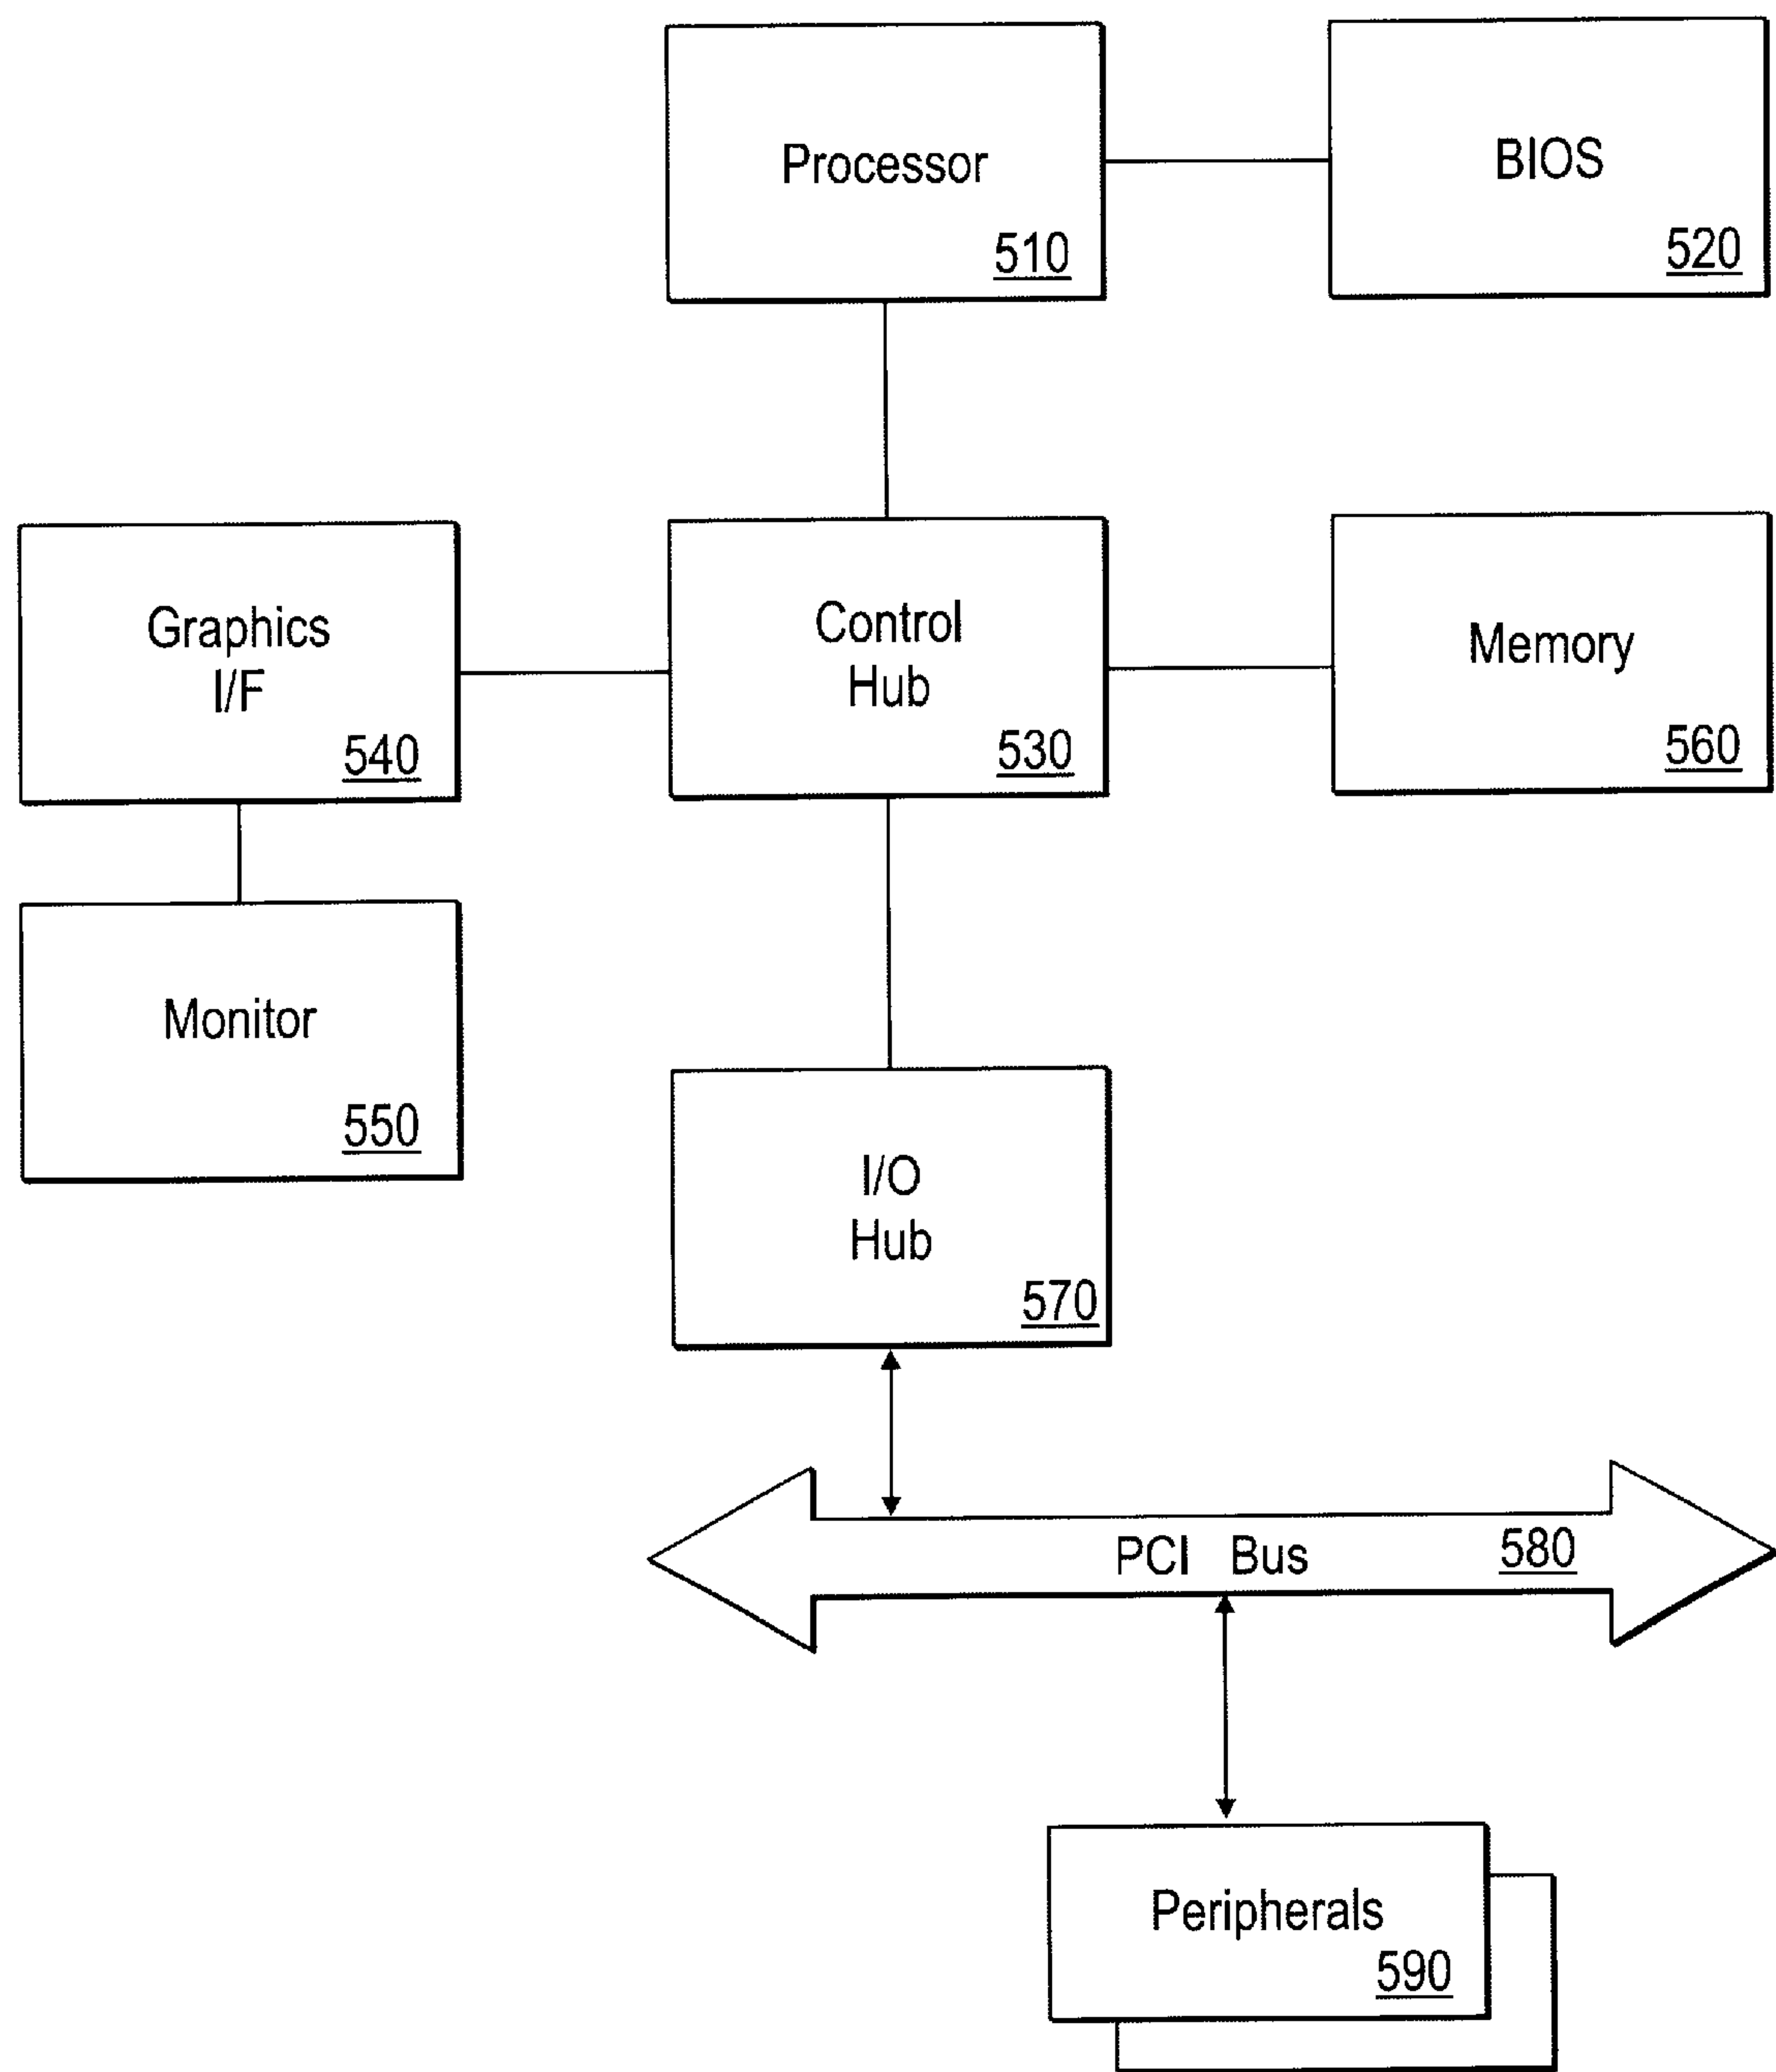 Processor
510
BIOS
520
Graphics
I/F
540
Control
Hub
530
Memory
560
Monitor
550
I/O
Hub
570
PCI Bus
580
Peripherals
590